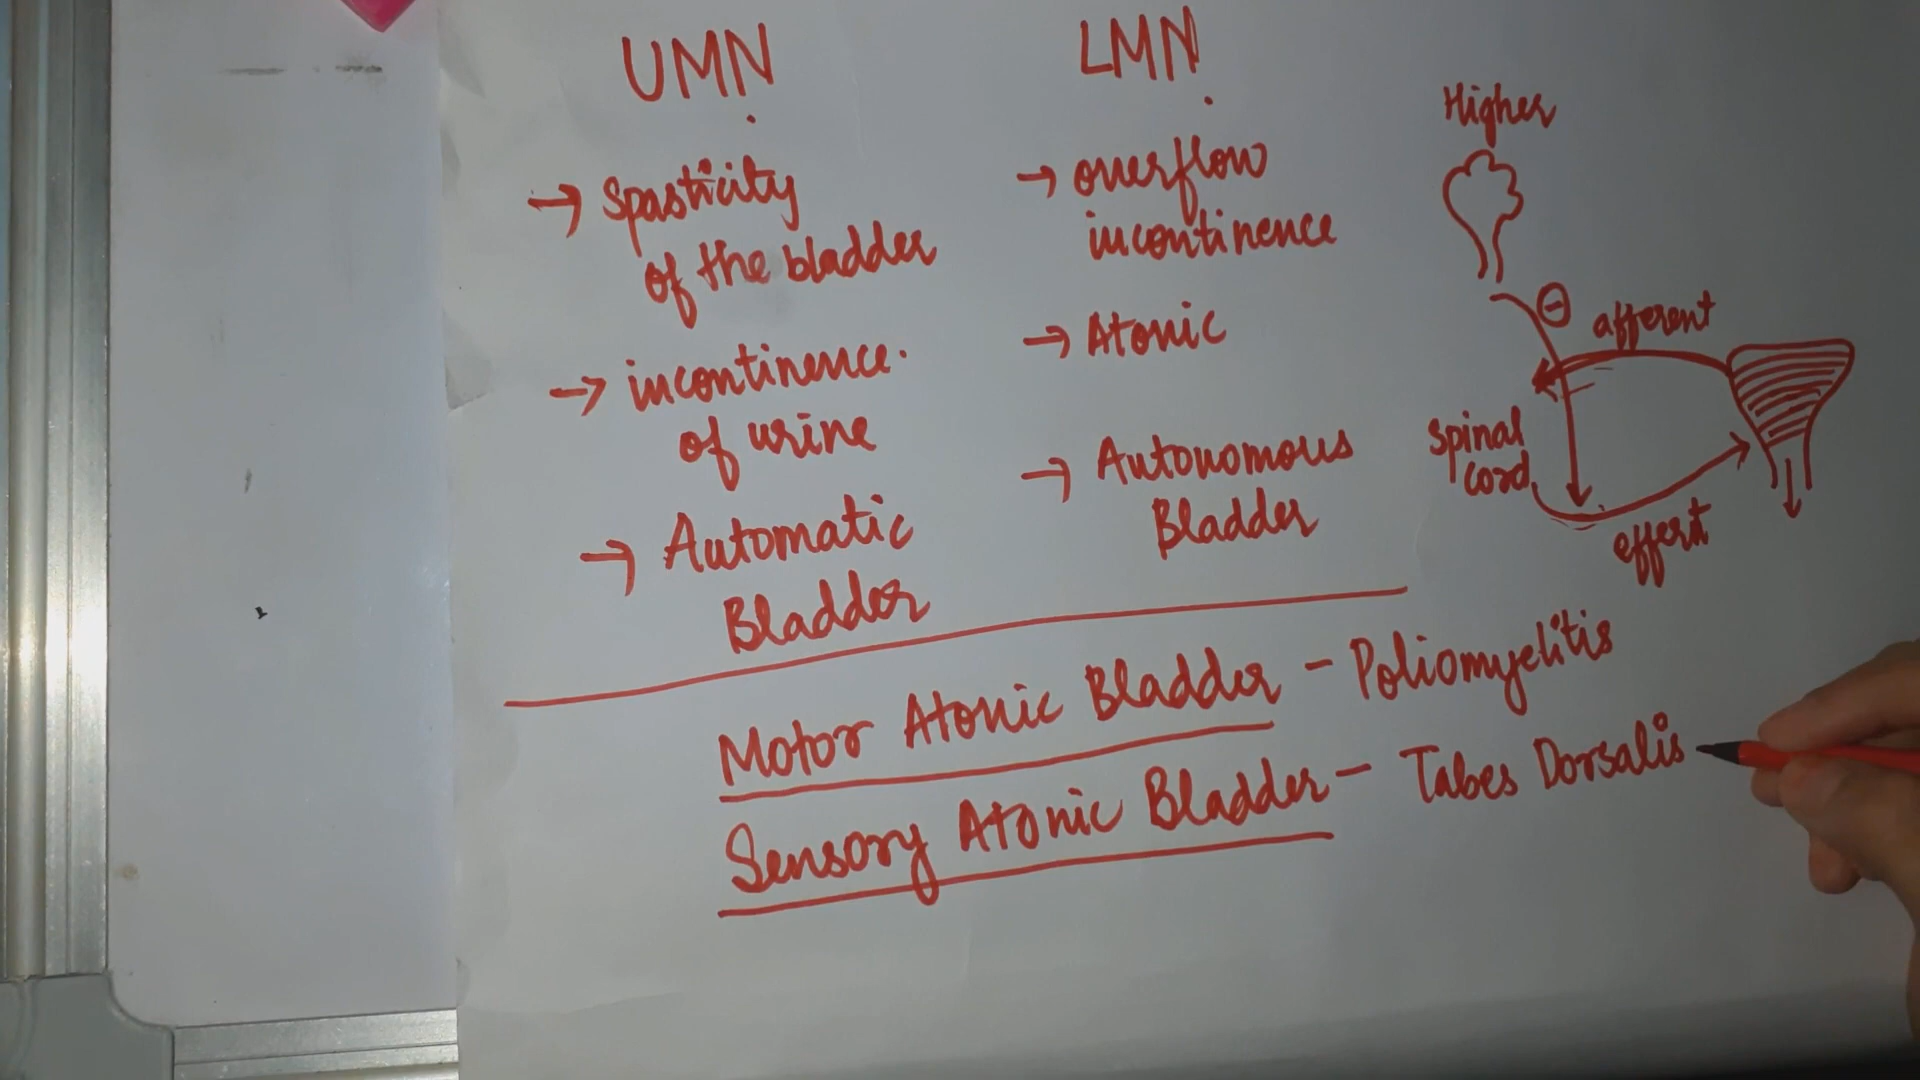 UMN
→ Spasticity
of the bladder
→ incontinence.
of urine
→ Automatic
Bladder
LMN
→ overflow
incontinence
→ Atonic
→ Autonomous
Bladder
Higher
⊖
afferent
spinal
cord
effert
Motor Atonic Bladder - Poliomyelitis
Sensory Atonic Bladder - Tabes Dorsalis